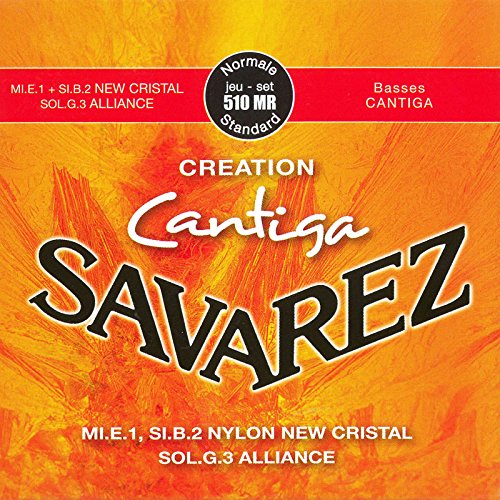 MI.E.1 + SI.B.2 NEW CRISTAL
SOL.G.3 ALLIANCE
Normale
jeu - set
510 MR
Standard
Basses
CANTIGA
CREATION
Cantiga
SAVAREZ
MI.E.1, SI.B.2 NYLON NEW CRISTAL
SOL.G.3 ALLIANCE